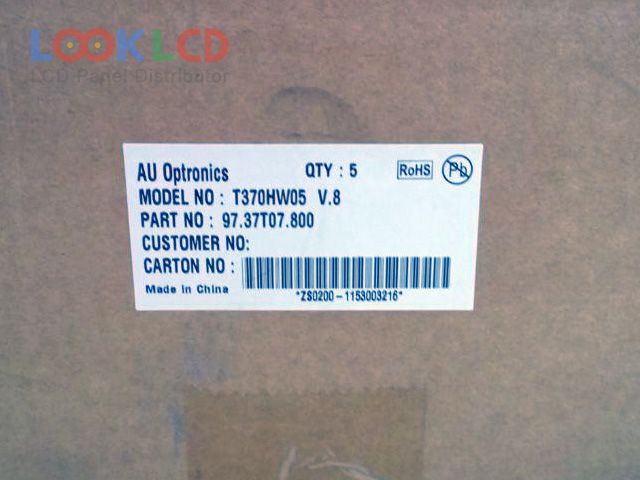 LOOKLCD
LCD Panel Distributor
AU Optronics QTY : 5 RoHS Pb
MODEL NO : T370HW05 V.8
PART NO : 97.37T07.800
CUSTOMER NO:
CARTON NO :
*ZS0200-1153003216*
Made in China